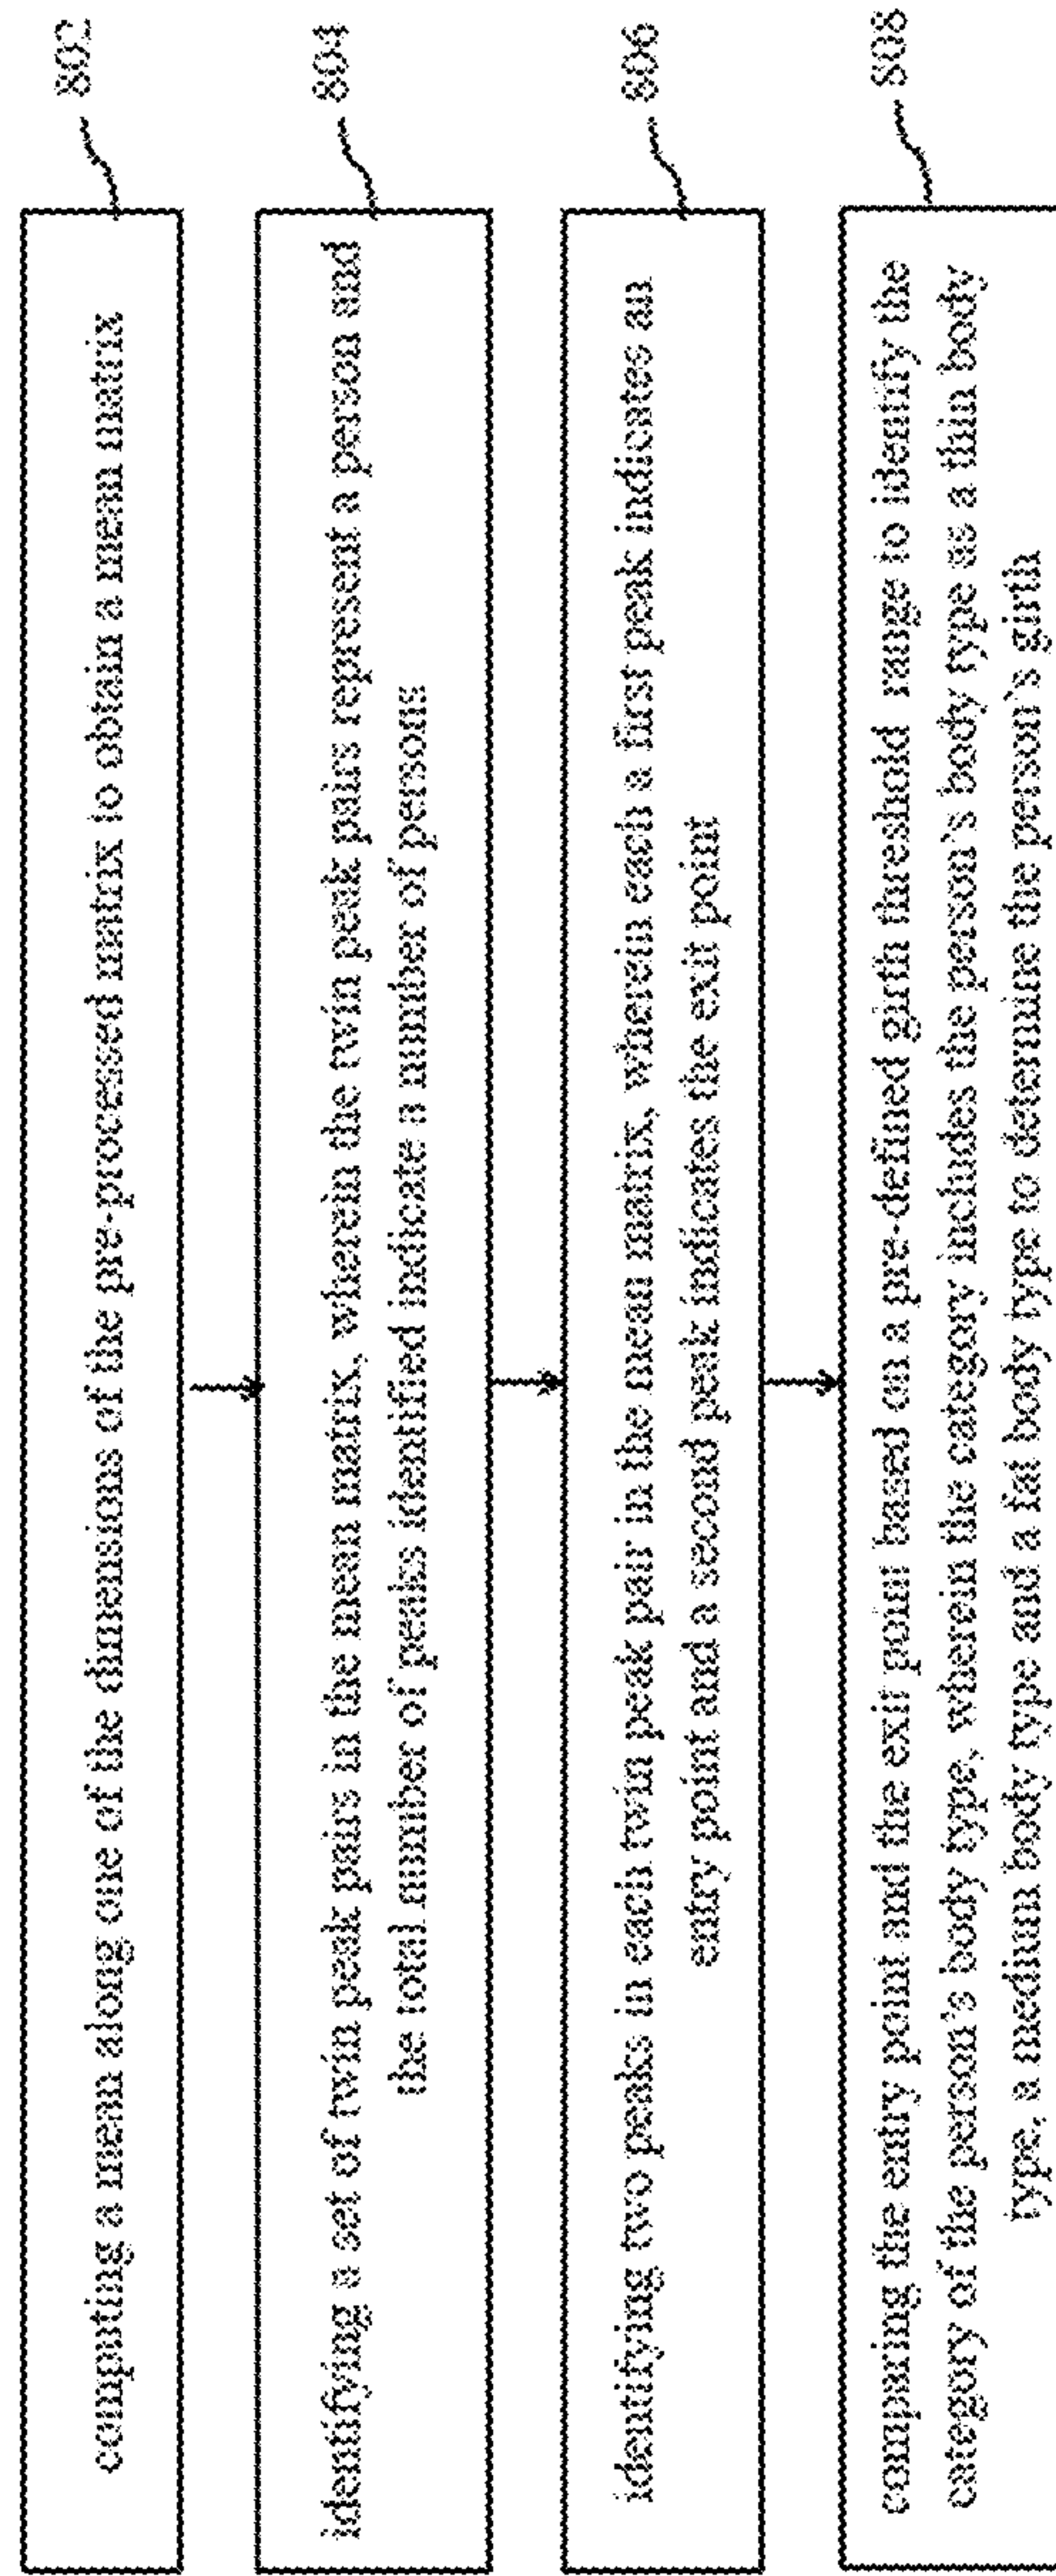 802
computing a mean along one of the dimensions of the pre-processed matrix to obtain a mean matrix
804
identifying a set of twin peak pairs in the mean matrix, wherein the twin peak pairs represent a person and
the total number of peaks identified indicate a number of persons
806
identifying two peaks in each twin peak pair in the mean matrix, wherein each a first peak indicates an
entry point and a second peak indicates the exit point
808
comparing the entry point and the exit point based on a pre-defined girth threshold range to identify the
category of the person's body type, wherein the category includes the person's body type as a thin body
type, a medium body type and a fat body type to determine the person's girth